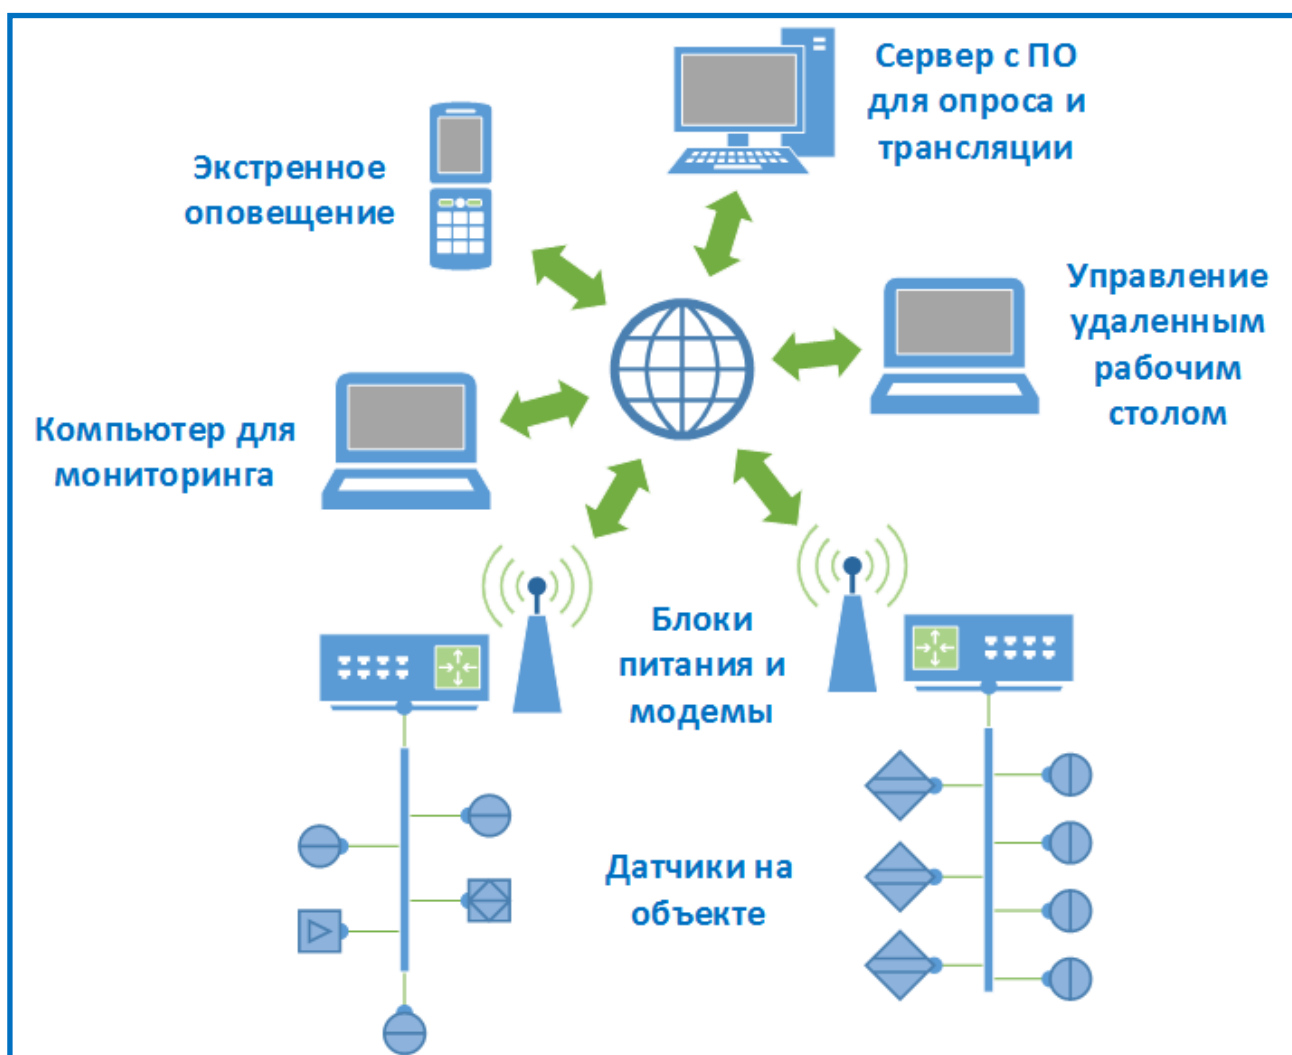 Сервер с ПО
для опроса и
трансляции
Экстренное
оповещение
Управление
удаленным
рабочим
столом
Компьютер для
мониторинга
Блоки
питания и
модемы
Датчики на
объекте